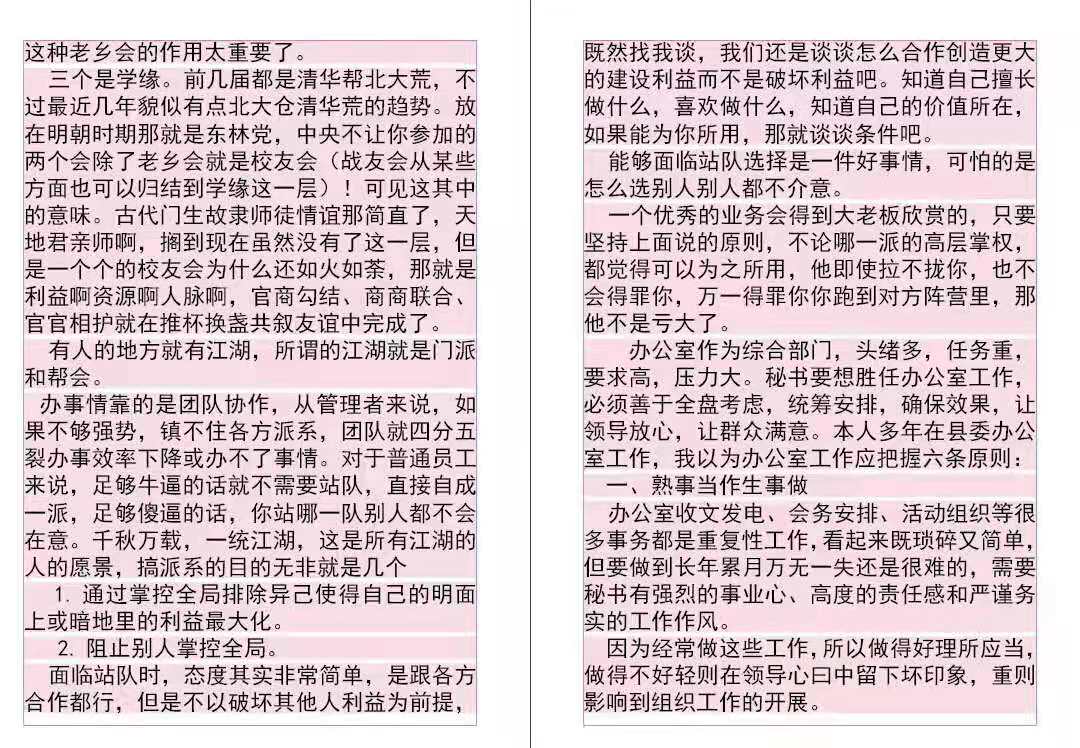 这种老乡会的作用太重要了。
三个是学缘。前几届都是清华帮北大荒，不
过最近几年貌似有点北大仓清华荒的趋势。放
在明朝时期那就是东林党，中央不让你参加的
两个会除了老乡会就是校友会（战友会从某些
方面也可以归结到学缘这一层）！可见这其中
的意味。古代门生故隶师徒情谊那简直了，天
地君亲师啊，搁到现在虽然没有了这一层，但
是一个个的校友会为什么还如火如荼，那就是
利益啊资源啊人脉啊，官商勾结、商商联合、
官官相护就在推杯换盏共叙友谊中完成了。
有人的地方就有江湖，所谓的江湖就是门派
和帮会。
办事情靠的是团队协作，从管理者来说，如
果不够强势，镇不住各方派系，团队就四分五
裂办事效率下降或办不了事情。对于普通员工
来说，足够牛逼的话就不需要站队，直接自成
一派，足够傻逼的话，你站哪一队别人都不会
在意。千秋万载，一统江湖，这是所有江湖的
人的愿景，搞派系的目的无非就是几个
1. 通过掌控全局排除异己使得自己的明面
上或暗地里的利益最大化。
2. 阻止别人掌控全局。
面临站队时，态度其实非常简单，是跟各方
合作都行，但是不以破坏其他人利益为前提，
既然找我谈，我们还是谈谈怎么合作创造更大
的建设利益而不是破坏利益吧。知道自己擅长
做什么，喜欢做什么，知道自己的价值所在，
如果能为你所用，那就谈谈条件吧。
能够面临站队选择是一件好事情，可怕的是
怎么选别人别人都不介意。
一个优秀的业务会得到大老板欣赏的，只要
坚持上面说的原则，不论哪一派的高层掌权，
都觉得可以为之所用，他即使拉不拢你，也不
会得罪你，万一得罪你你跑到对方阵营里，那
他不是亏大了。
办公室作为综合部门，头绪多，任务重，
要求高，压力大。秘书要想胜任办公室工作，
必须善于全盘考虑，统筹安排，确保效果，让
领导放心，让群众满意。本人多年在县委办公
室工作，我以为办公室工作应把握六条原则：
一、熟事当作生事做
办公室收文发电、会务安排、活动组织等很
多事务都是重复性工作，看起来既琐碎又简单，
但要做到长年累月万无一失还是很难的，需要
秘书有强烈的事业心、高度的责任感和严谨务
实的工作作风。
因为经常做这些工作，所以做得好理所应当，
做得不好轻则在领导心曰中留下坏印象，重则
影响到组织工作的开展。